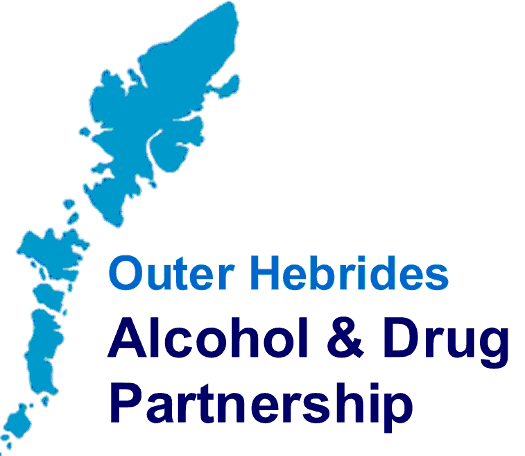 Outer Hebrides
Alcohol & Drug
Partnership